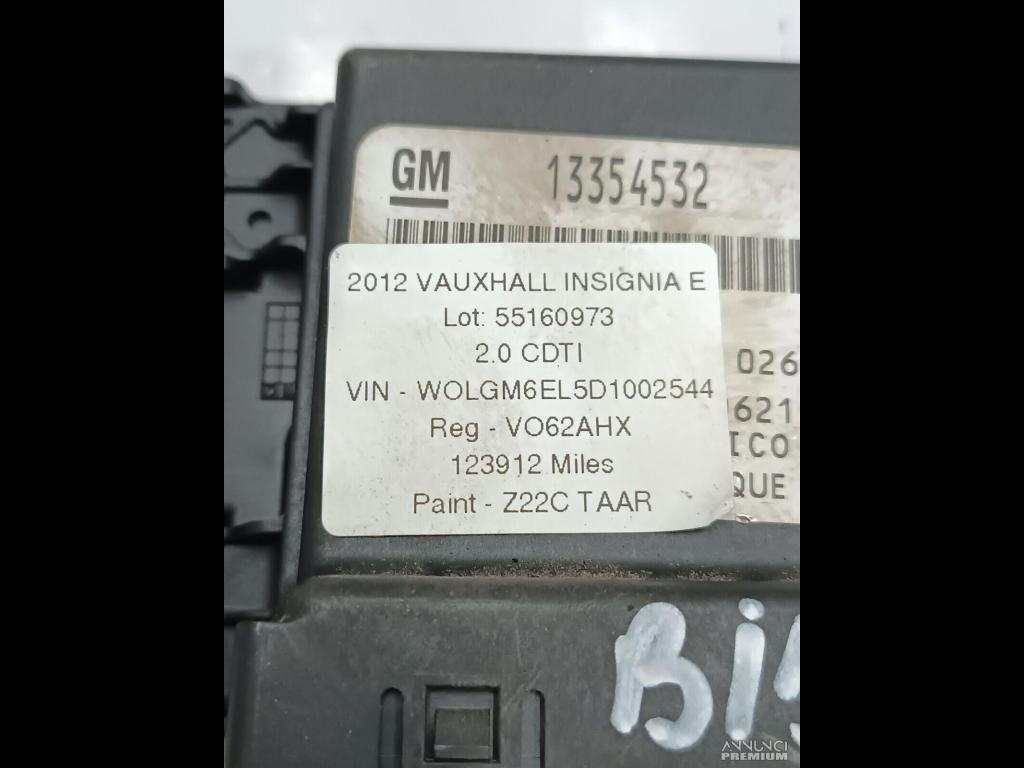 GM 13354532
2012 VAUXHALL INSIGNIA E
Lot: 55160973
2.0 CDTI
VIN - WOLGM6EL5D1002544
Reg - VO62AHX
123912 Miles
Paint - Z22C TAAR
026
621
ICO
QUE
Bi
ANNUNCI
PREMIUM